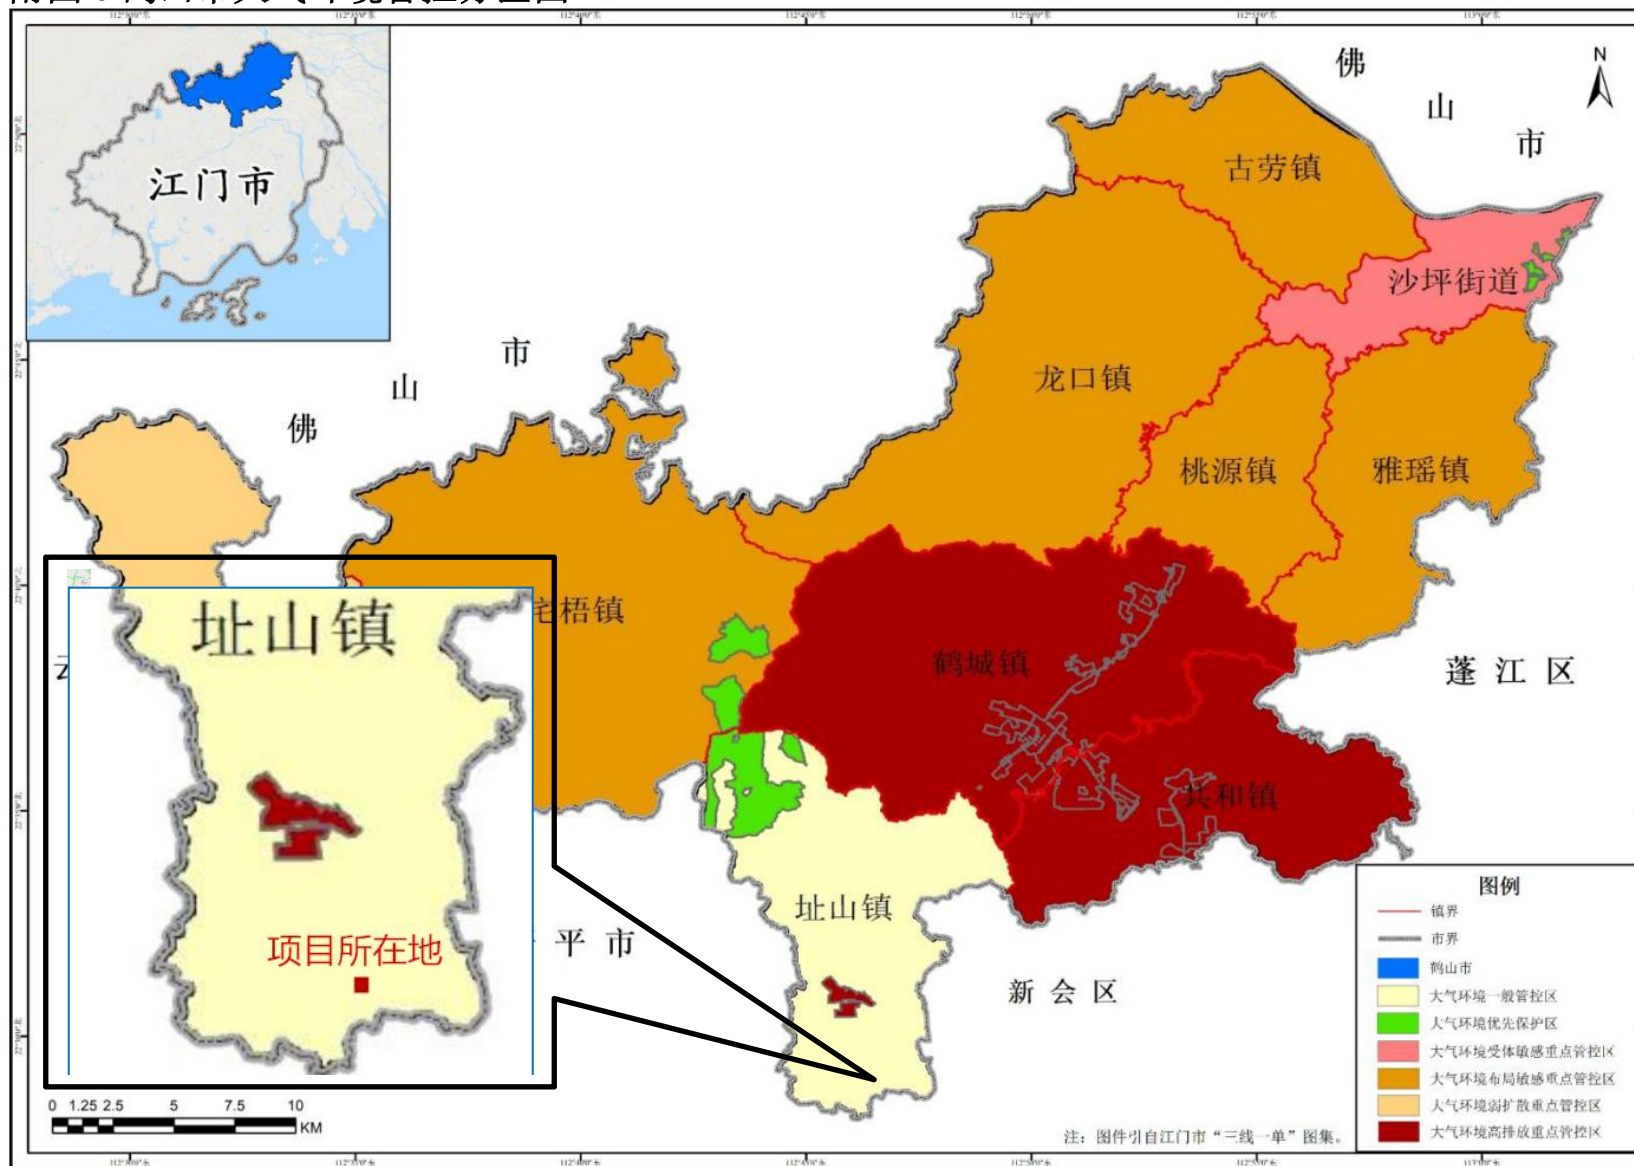 江门市
N
佛
山
市
古劳镇
沙坪街道
市
山
佛
龙口镇
桃源镇
雅瑶镇
宅梧镇
鹤城镇
蓬 江 区
共和镇
址山镇
址山镇
项目所在地
平 市
新 会 区
图例
镇界
市界
鹤山市
大气环境一般管控区
大气环境优先保护区
大气环境受体敏感重点管控区
大气环境布局敏感重点管控区
大气环境弱扩散重点管控区
大气环境高排放重点管控区
0 1.25 2.5 5 7.5 10
KM
注：图件引自江门市“三线一单”图集。